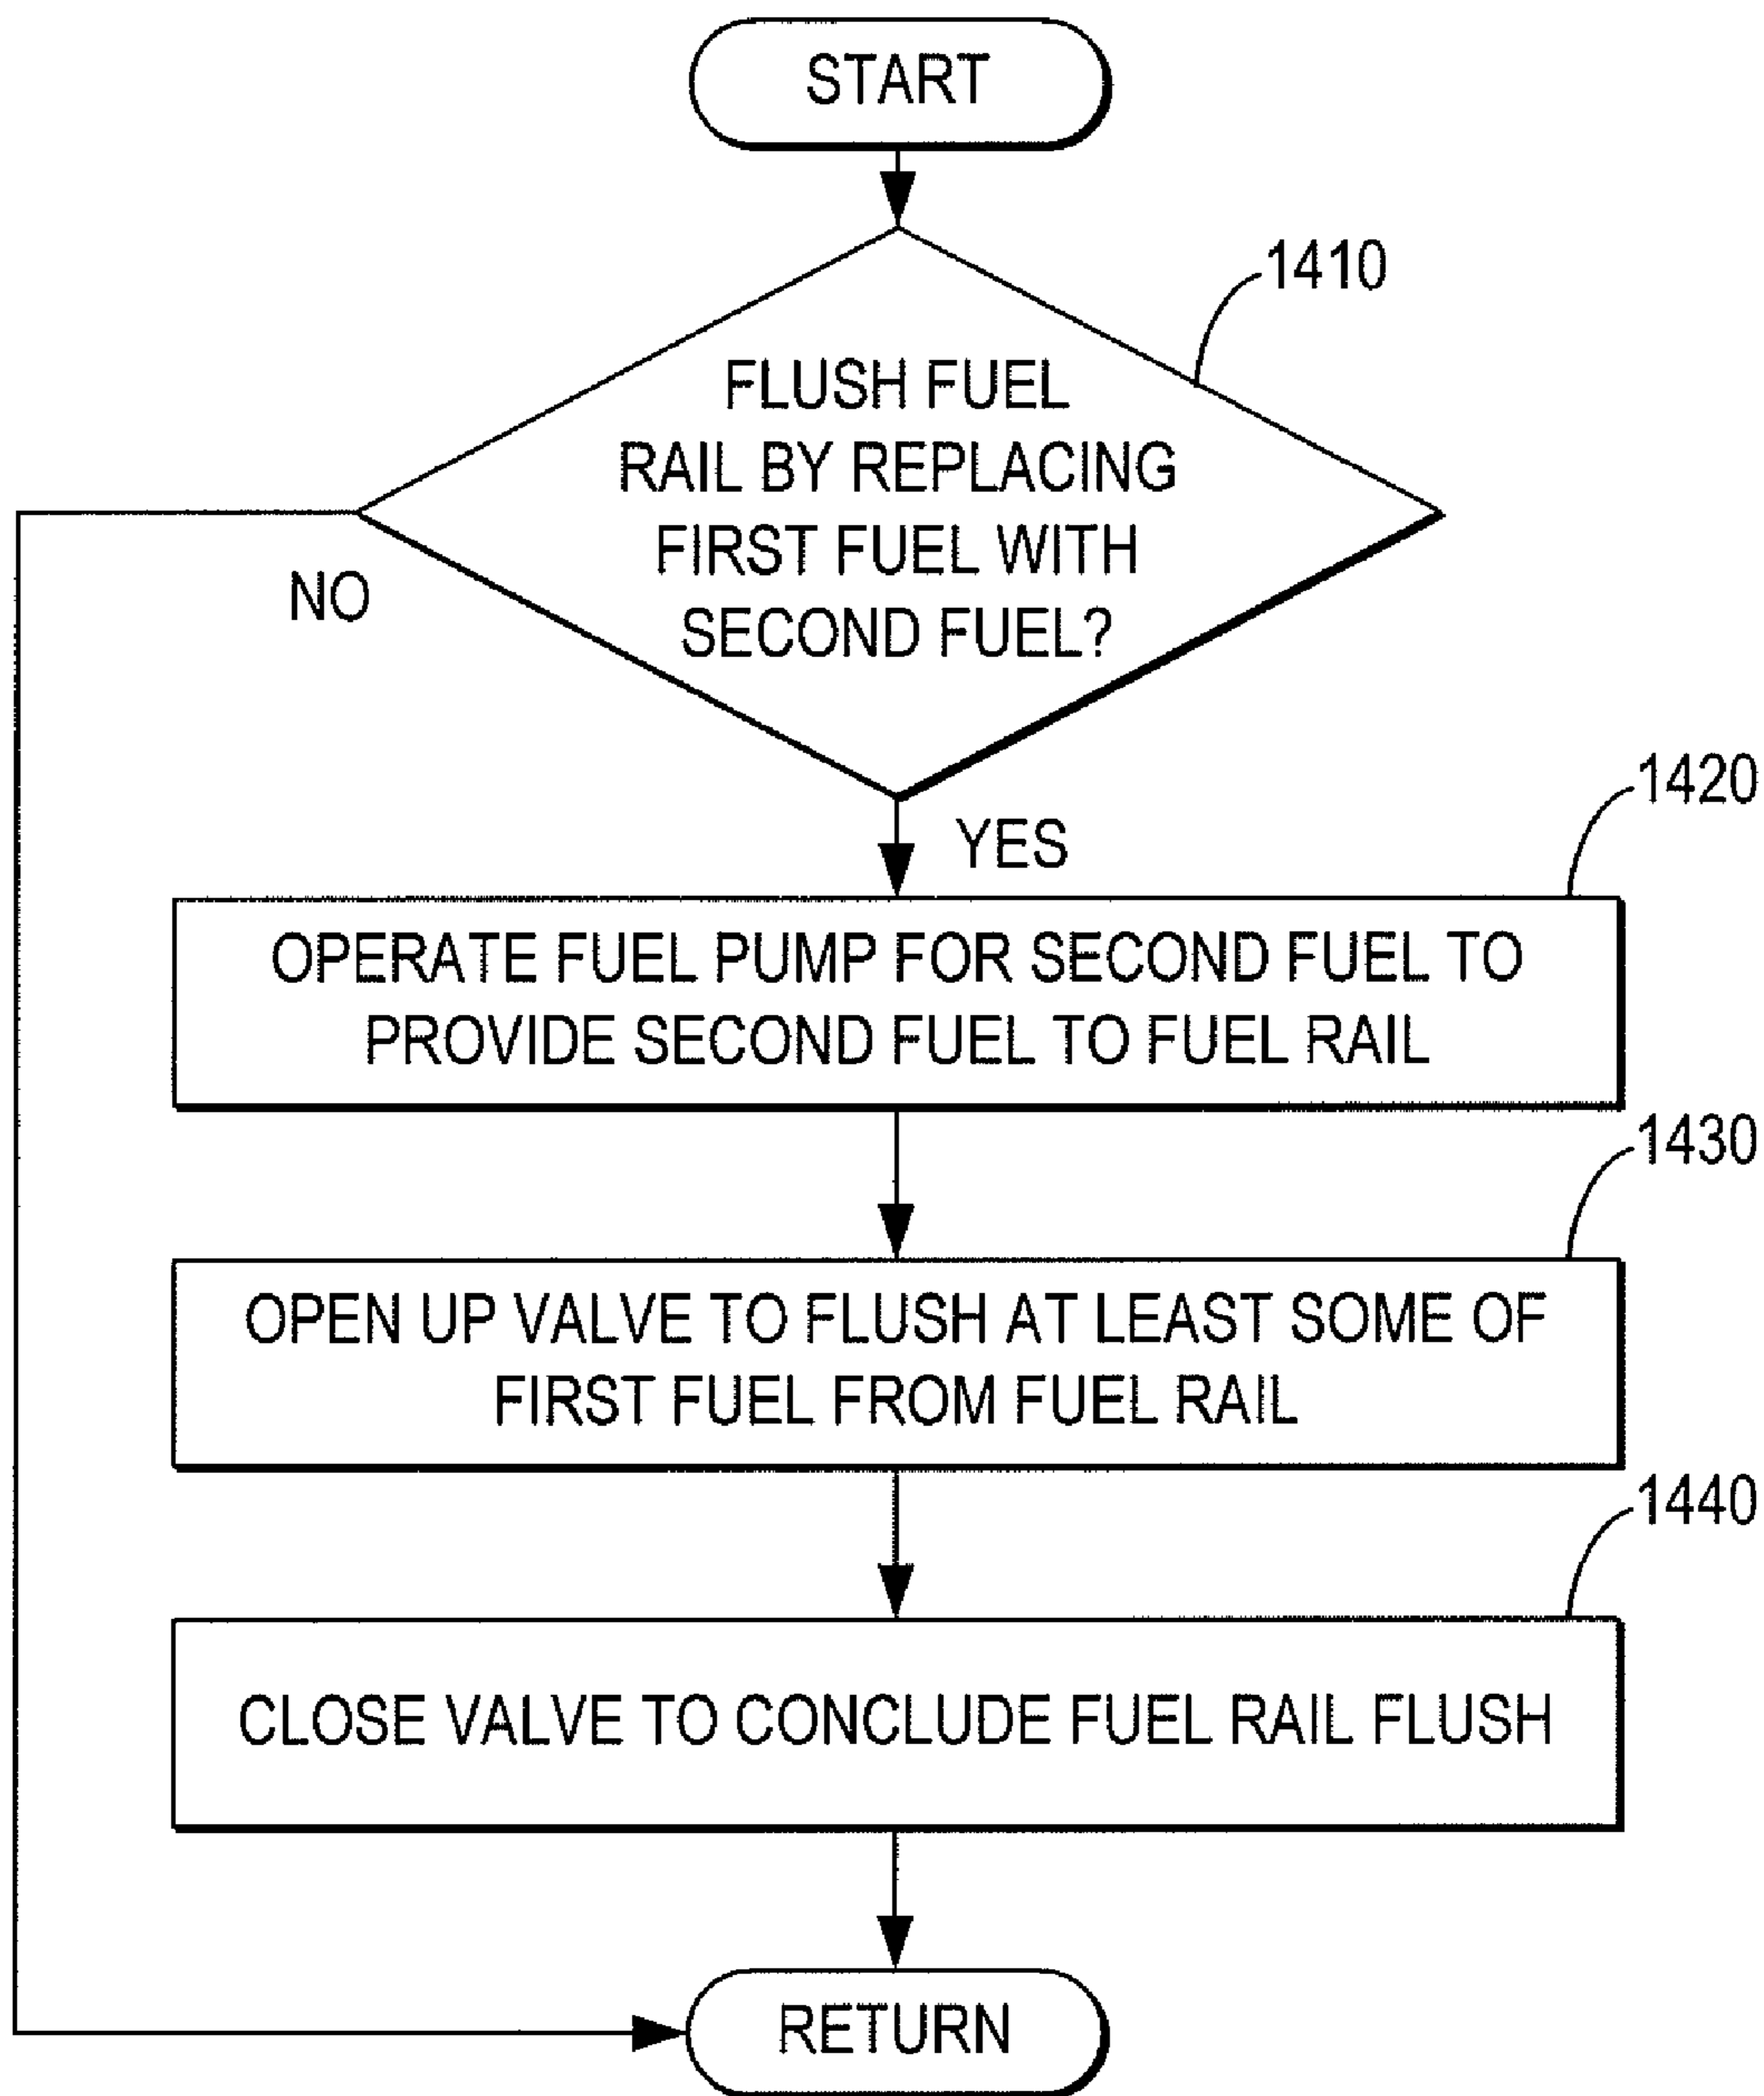 START
1410
FLUSH FUEL
RAIL BY REPLACING
FIRST FUEL WITH
SECOND FUEL?
NO
YES
1420
OPERATE FUEL PUMP FOR SECOND FUEL TO
PROVIDE SECOND FUEL TO FUEL RAIL
1430
OPEN UP VALVE TO FLUSH AT LEAST SOME OF
FIRST FUEL FROM FUEL RAIL
1440
CLOSE VALVE TO CONCLUDE FUEL RAIL FLUSH
RETURN